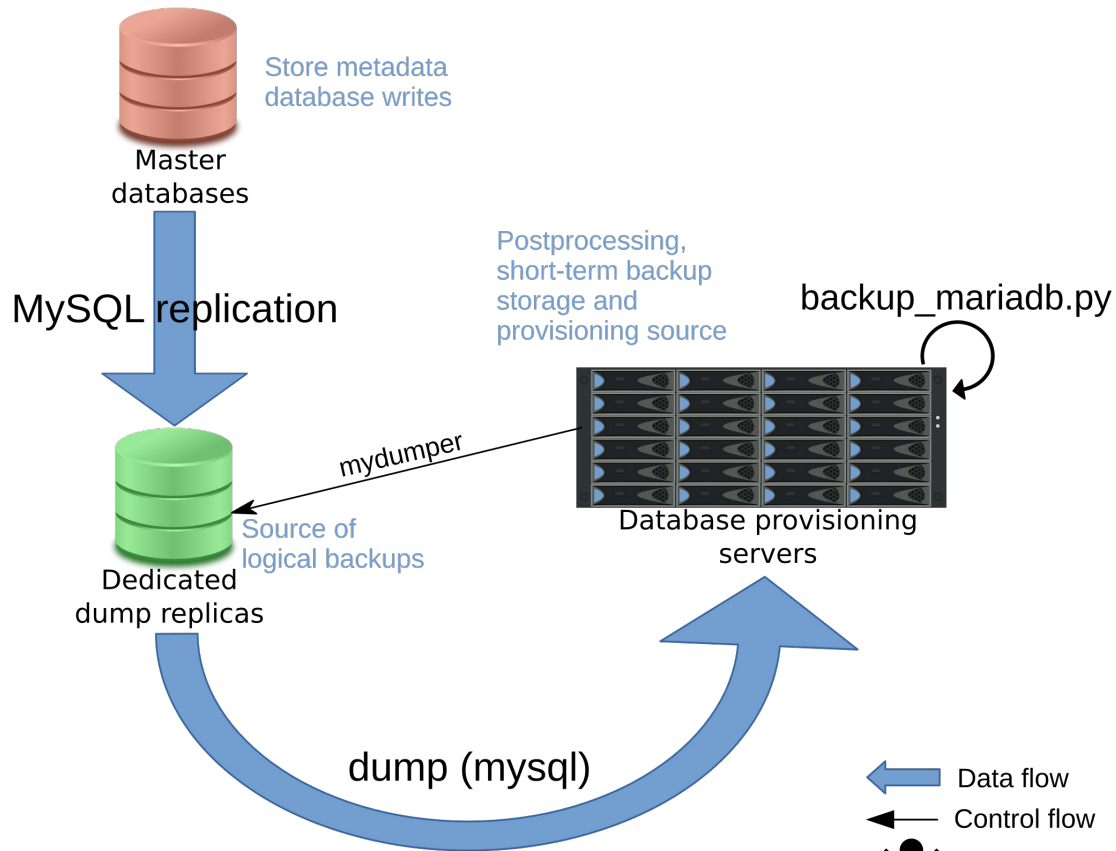 Store metadata
database writes
Master
databases
MySQL replication
Postprocessing,
short-term backup
storage and
provisioning source
backup_mariadb.py
mydumper
Source of
logical backups
Dedicated
dump replicas
Database provisioning
servers
dump (mysql)
Data flow
Control flow